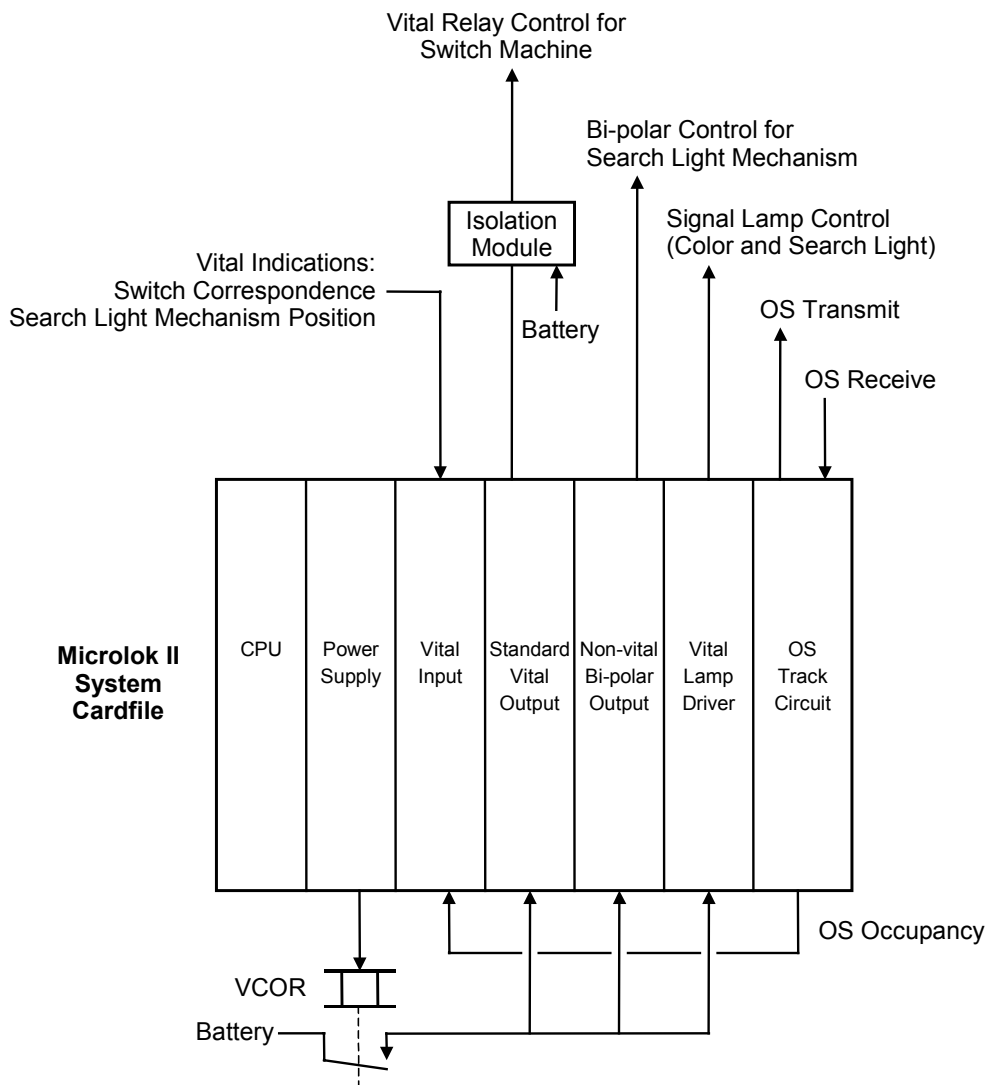 Vital Relay Control for
Switch Machine
Bi-polar Control for
Search Light Mechanism
Isolation
Module
Signal Lamp Control
(Color and Search Light)
Vital Indications:
Switch Correspondence
Search Light Mechanism Position
Battery
OS Transmit
OS Receive
Microlok II
System
Cardfile
CPU
Power
Supply
Vital
Input
Standard
Vital
Output
Non-vital
Bi-polar
Output
Vital
Lamp
Driver
OS
Track
Circuit
OS Occupancy
VCOR
Battery